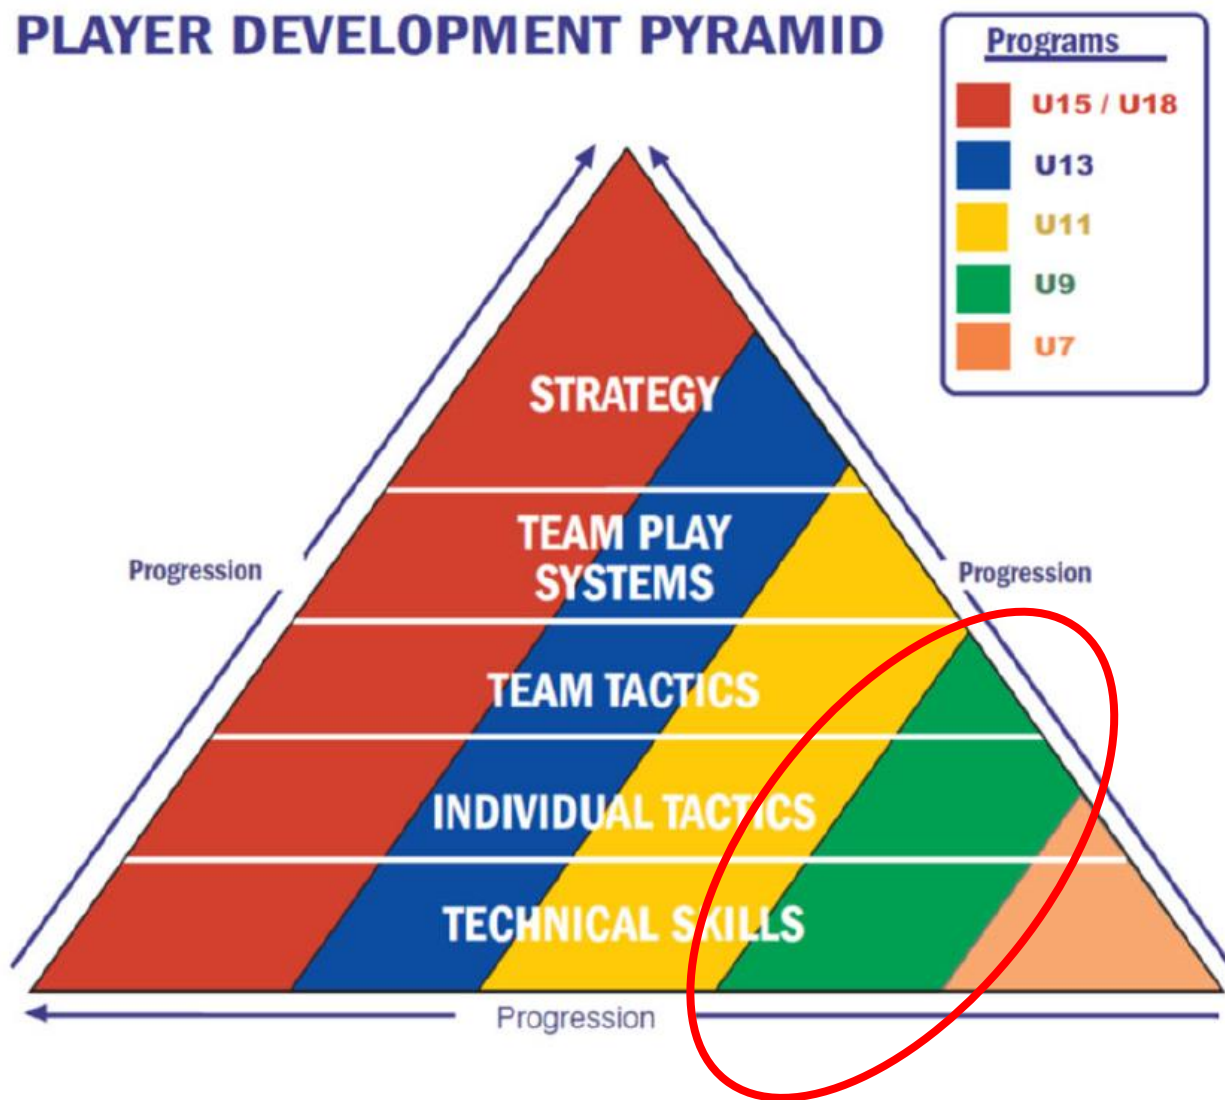 PLAYER DEVELOPMENT PYRAMID
Programs
U15 / U18
U13
U11
U9
U7
STRATEGY
TEAM PLAY
SYSTEMS
Progression
Progression
TEAM TACTICS
INDIVIDUAL TACTICS
TECHNICAL SKILLS
Progression